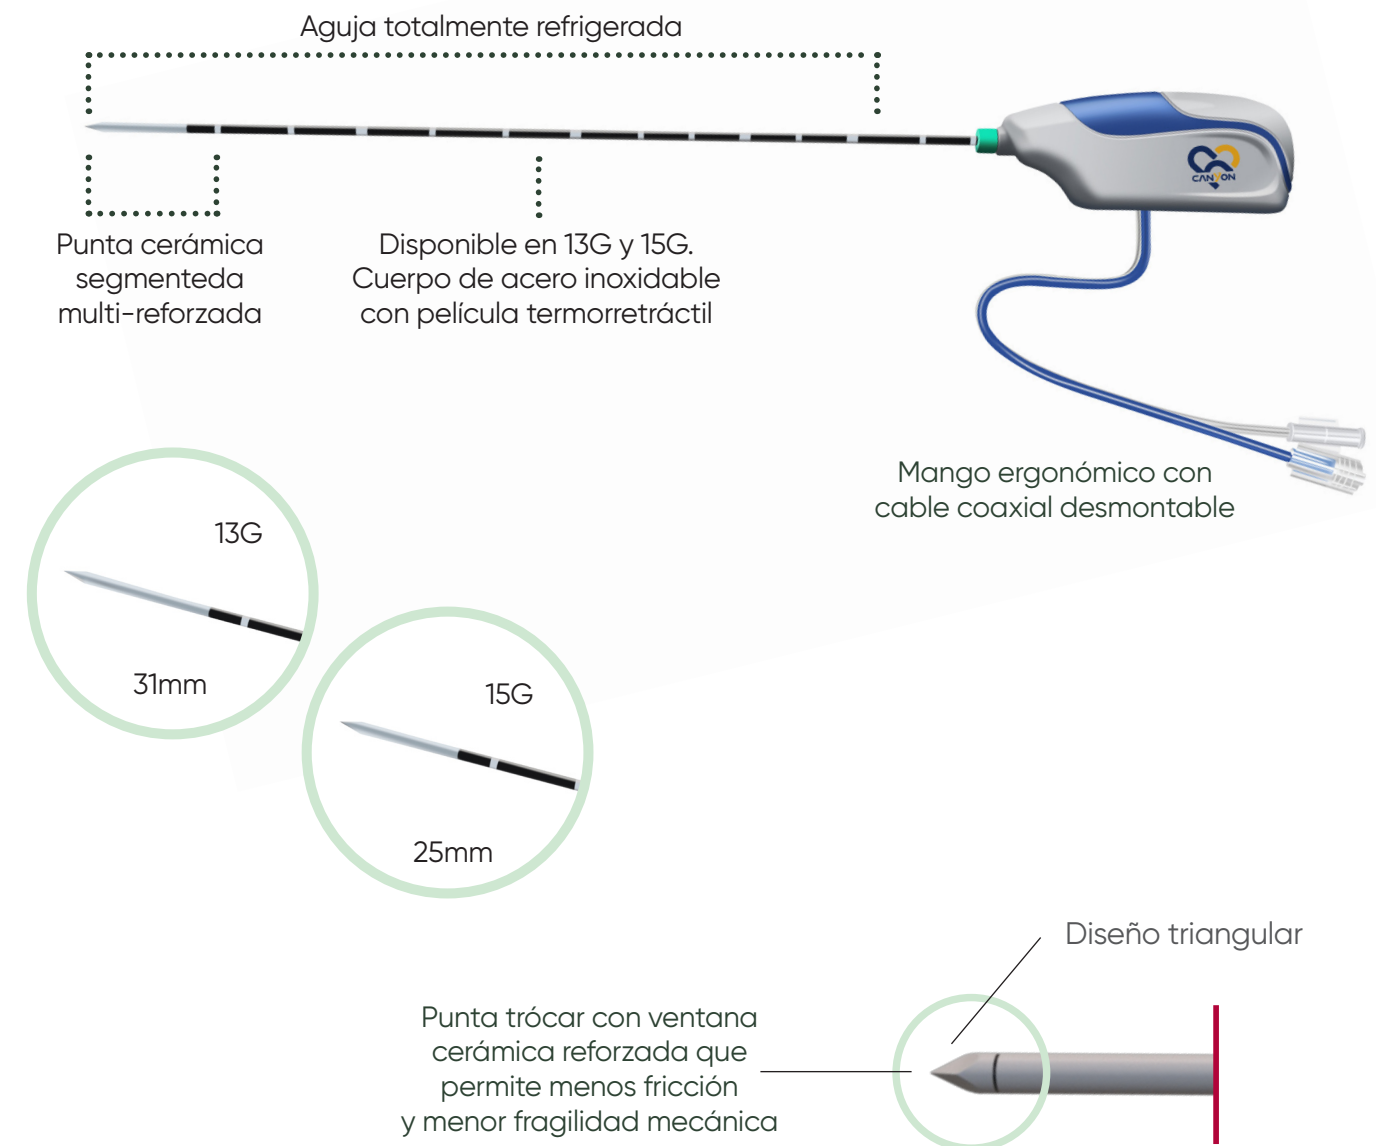 Aguja totalmente refrigerada
CANYON
Punta cerámica
segmenteda
multi-reforzada
Disponible en 13G y 15G.
Cuerpo de acero inoxidable
con película termorretráctil
Mango ergonómico con
cable coaxial desmontable
13G
31mm
15G
25mm
Diseño triangular
Punta trócar con ventana
cerámica reforzada que
permite menos fricción
y menor fragilidad mecánica